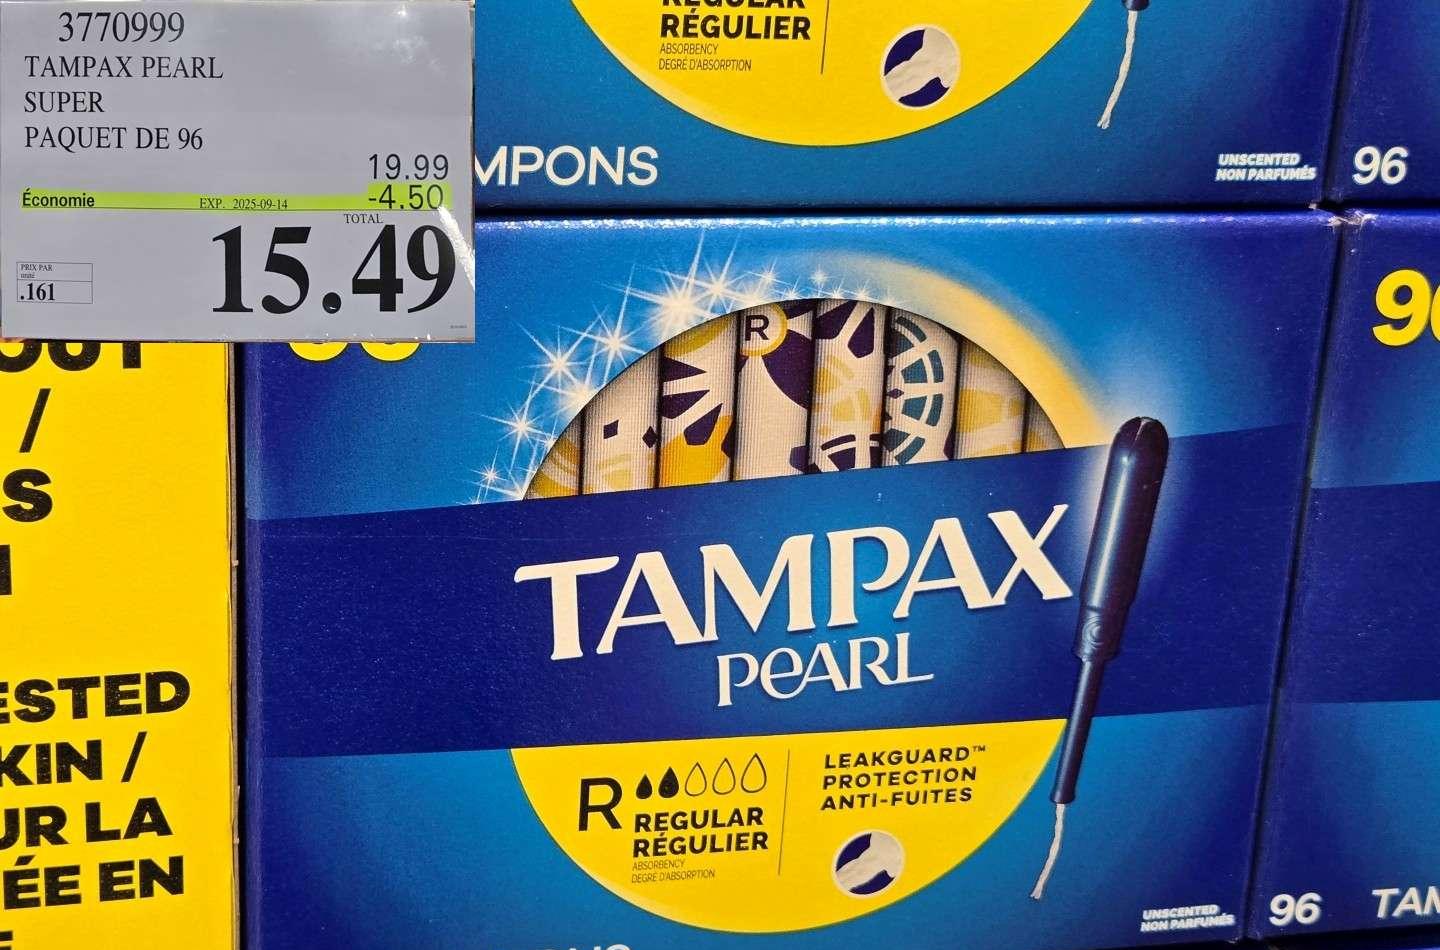 3770999
TAMPAX PEARL
SUPER
PAQUET DE 96
19.99
Économie EXP. 2025-09-14 -4.50
TOTAL
15.49
PRIX PAR
unité
.161
RÉGULIER
ABSORBENCY
DEGRÉ D'ABSORPTION
MPONS
UNSCENTED
NON PARFUMÉS
96
R
TAMPAX
PEARL
R
REGULAR
RÉGULIER
ABSORBENCY
DEGRÉ D'ABSORPTION
LEAKGUARD™
PROTECTION
ANTI-FUITES
UNSCENTED
NON PARFUMÉS
96
TAM
/
S
ESTED
KIN /
UR LA
ÉE EN